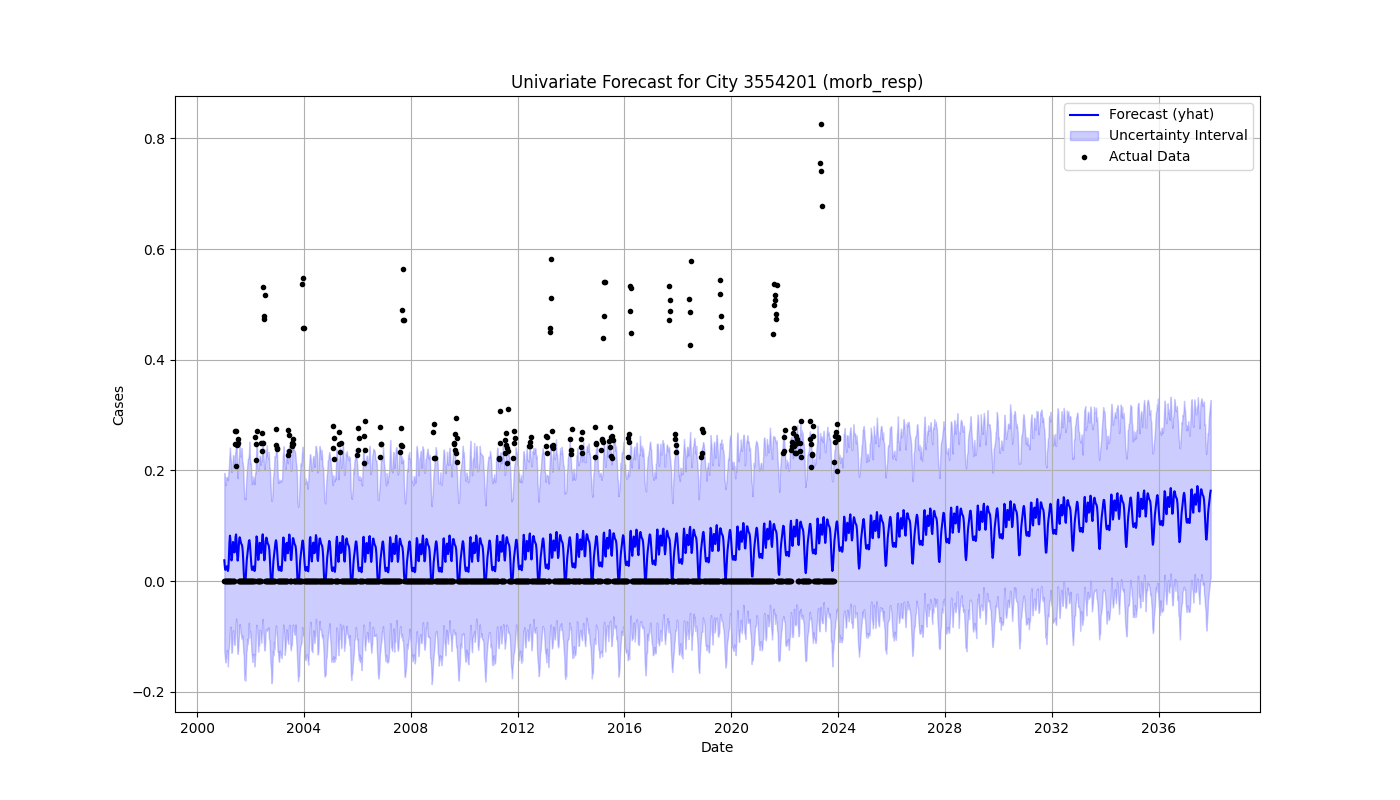 Univariate Forecast for City 3554201 (morb_resp)
Forecast (yhat)
Uncertainty Interval
Actual Data
Cases
0.8
0.6
0.4
0.2
0.0
−0.2
2000
2004
2008
2012
2016
2020
2024
2028
2032
2036
Date